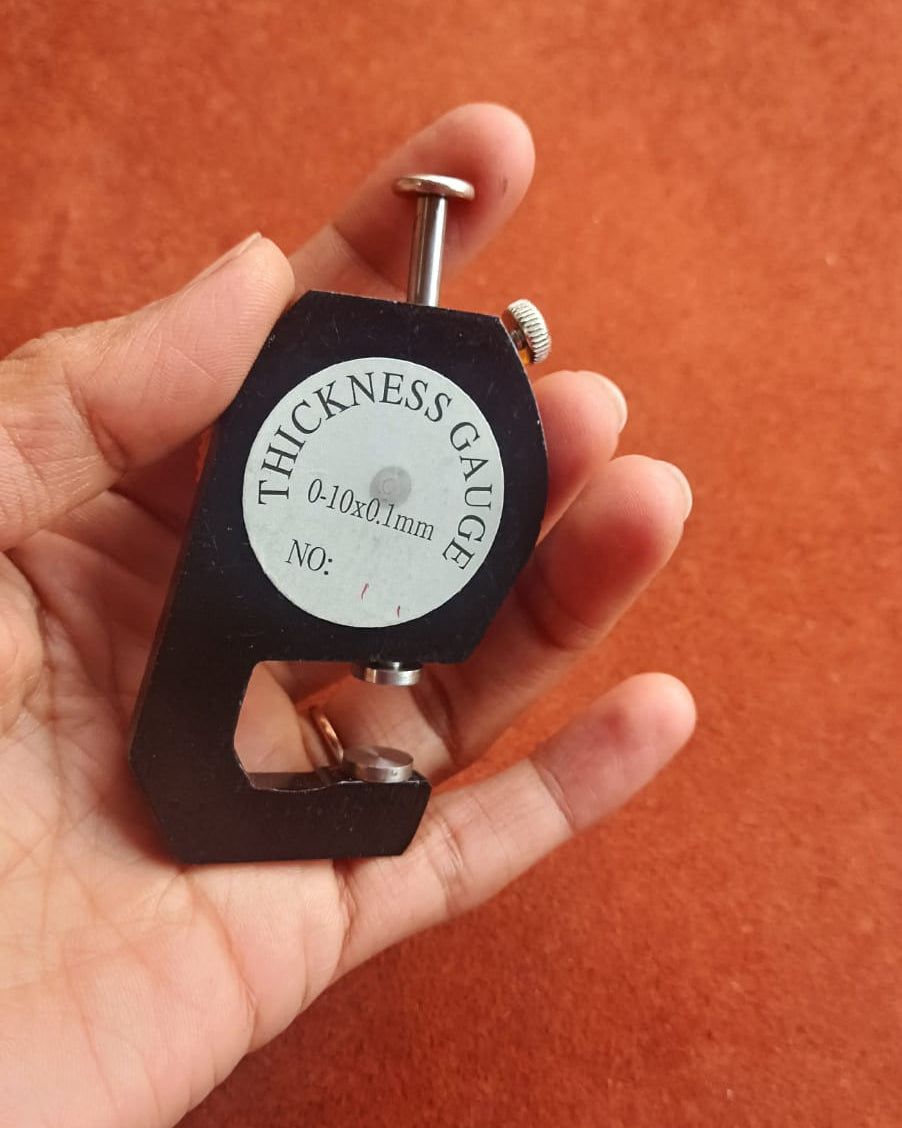 THICKNESS GAUGE
0-10x0.1mm
NO: